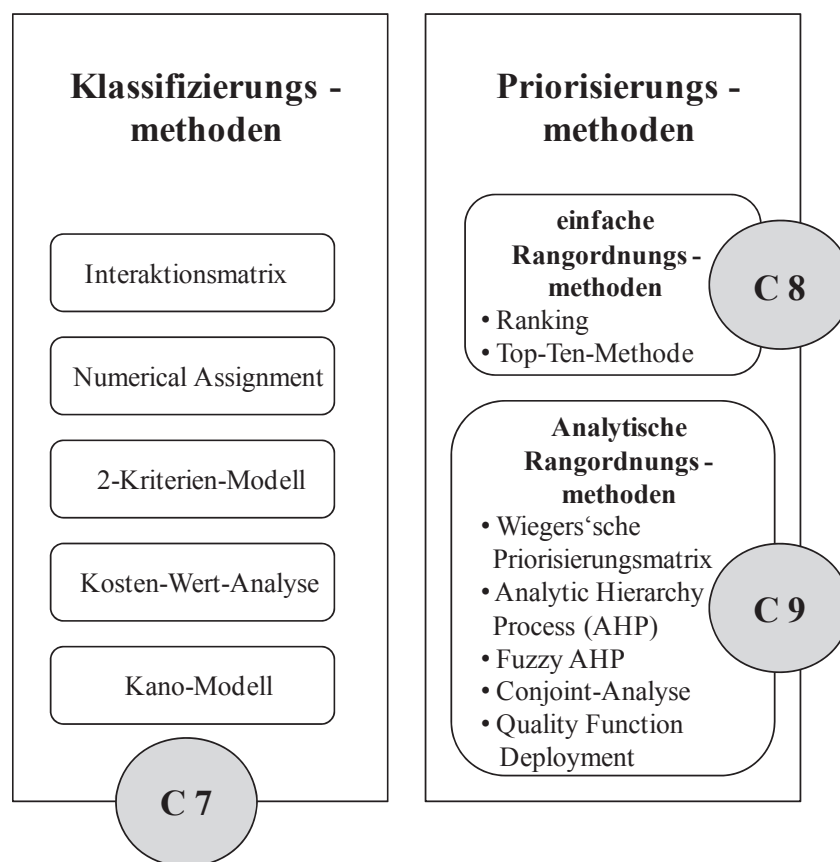 Klassifizierungs -
methoden
Interaktionsmatrix
Numerical Assignment
2-Kriterien-Modell
Kosten-Wert-Analyse
Kano-Modell
C 7
Priorisierungs -
methoden
einfache
Rangordnungs -
methoden
• Ranking
• Top-Ten-Methode
C 8
Analytische
Rangordnungs -
methoden
• Wiegers‘sche
Priorisierungsmatrix
• Analytic Hierarchy
Process (AHP)
• Fuzzy AHP
• Conjoint-Analyse
• Quality Function
Deployment
C 9